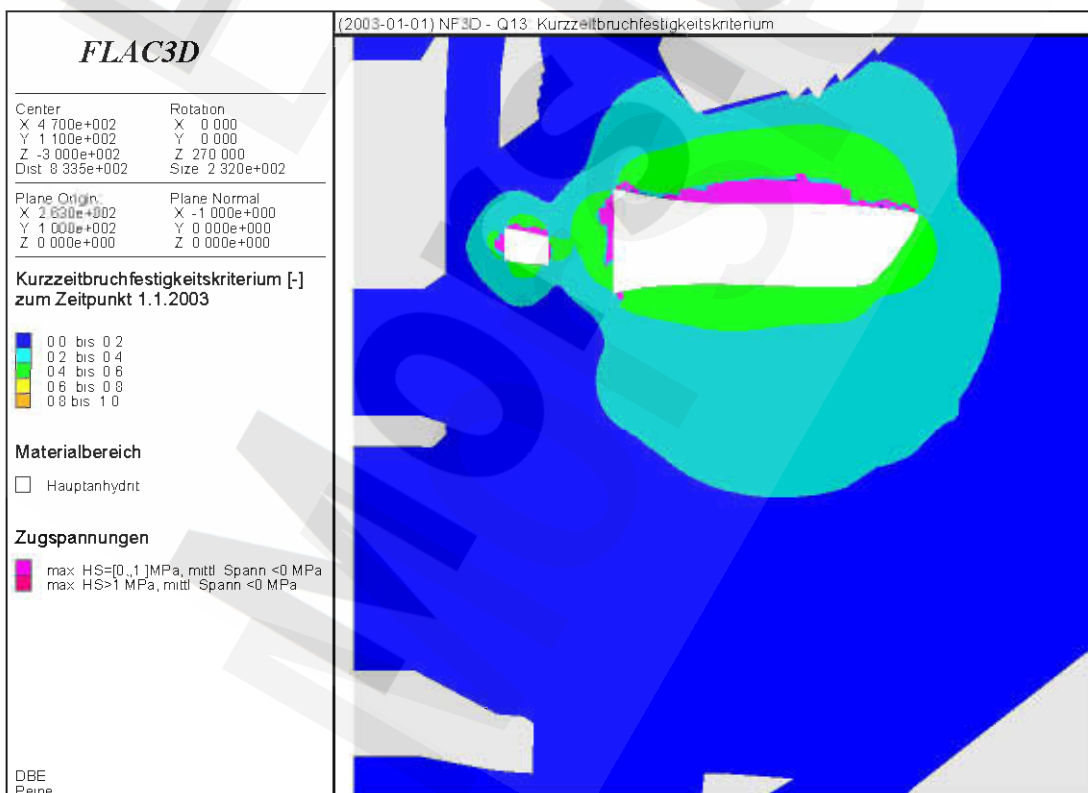 (2003-01-01) NF3D - Q13: Kurzzeitbruchfestigkeitskriterium
FLAC3D
Center Rotation
X 4 700e+002 X 0 000
Y 1 100e+002 Y 0 000
Z -3 000e+002 Z 270 000
Dist 8 335e+002 Size 2 320e+002
Plane Origin: Plane Normal
X 2.630e+002 X -1 000e+000
Y 1 000e+002 Y 0 000e+000
Z 0 000e+000 Z 0 000e+000
Kurzzeitbruchfestigkeitskriterium [-]
zum Zeitpunkt 1.1.2003
0 0 bis 0 2
0 2 bis 0 4
0 4 bis 0 6
0 6 bis 0 8
0 8 bis 1 0
Materialbereich
Hauptanhydrit
Zugspannungen
max HS=[0.,1 ]MPa, mittl Spann <0 MPa
max HS>1 MPa, mittl Spann <0 MPa
DBE
Peine